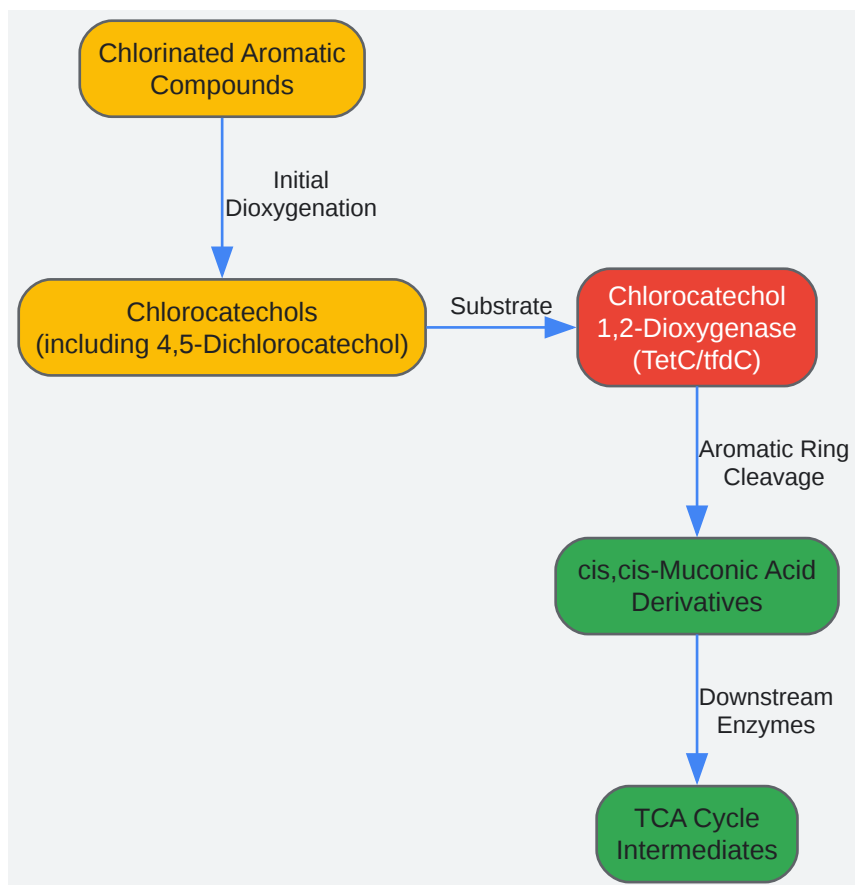 Chlorinated Aromatic
Compounds
Initial
Dioxygenation
Chlorocatechols
(including 4,5-Dichlorocatechol)
Substrate
Chlorocatechol
1,2-Dioxygenase
(TetC/tfdC)
Aromatic Ring
Cleavage
cis,cis-Muconic Acid
Derivatives
Downstream
Enzymes
TCA Cycle
Intermediates